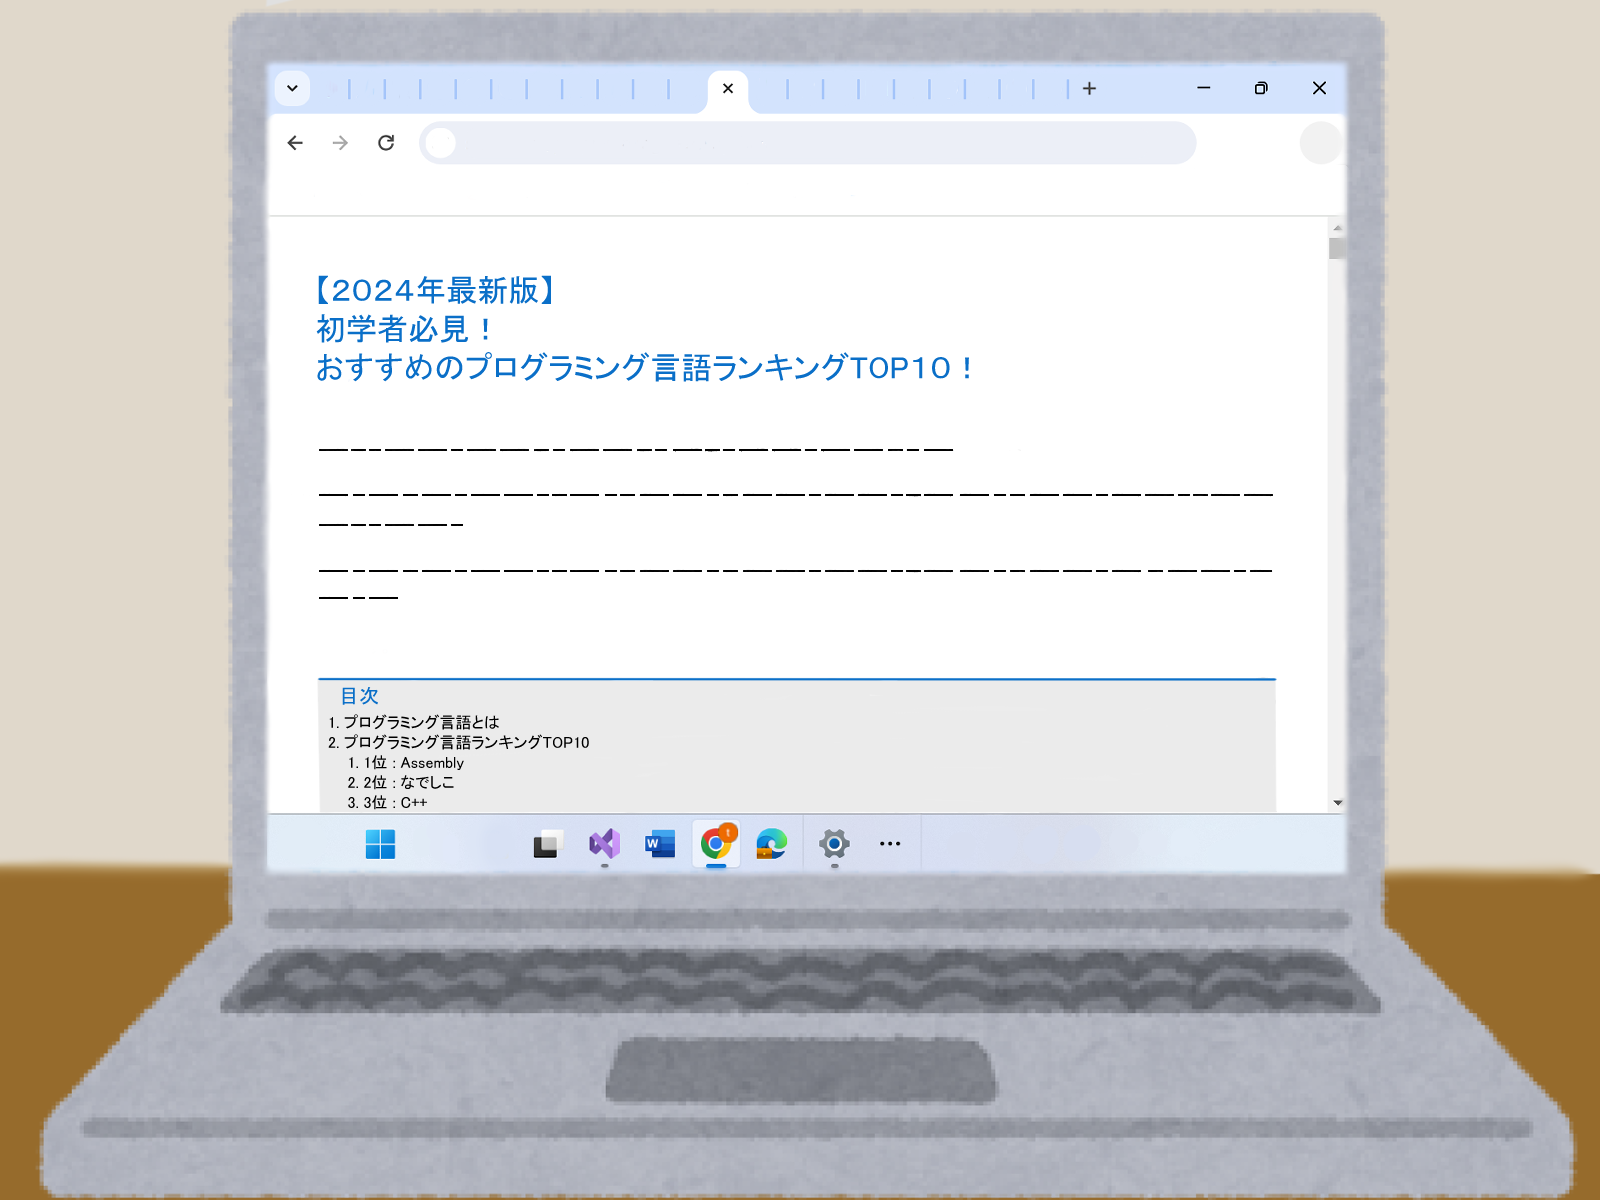 【2024年最新版】
初学者必見！
おすすめのプログラミング言語ランキングTOP10！
目次
1. プログラミング言語とは
2. プログラミング言語ランキングTOP10
1. 1位 : Assembly
2. 2位 : なでしこ
3. 3位 : C++
W
1